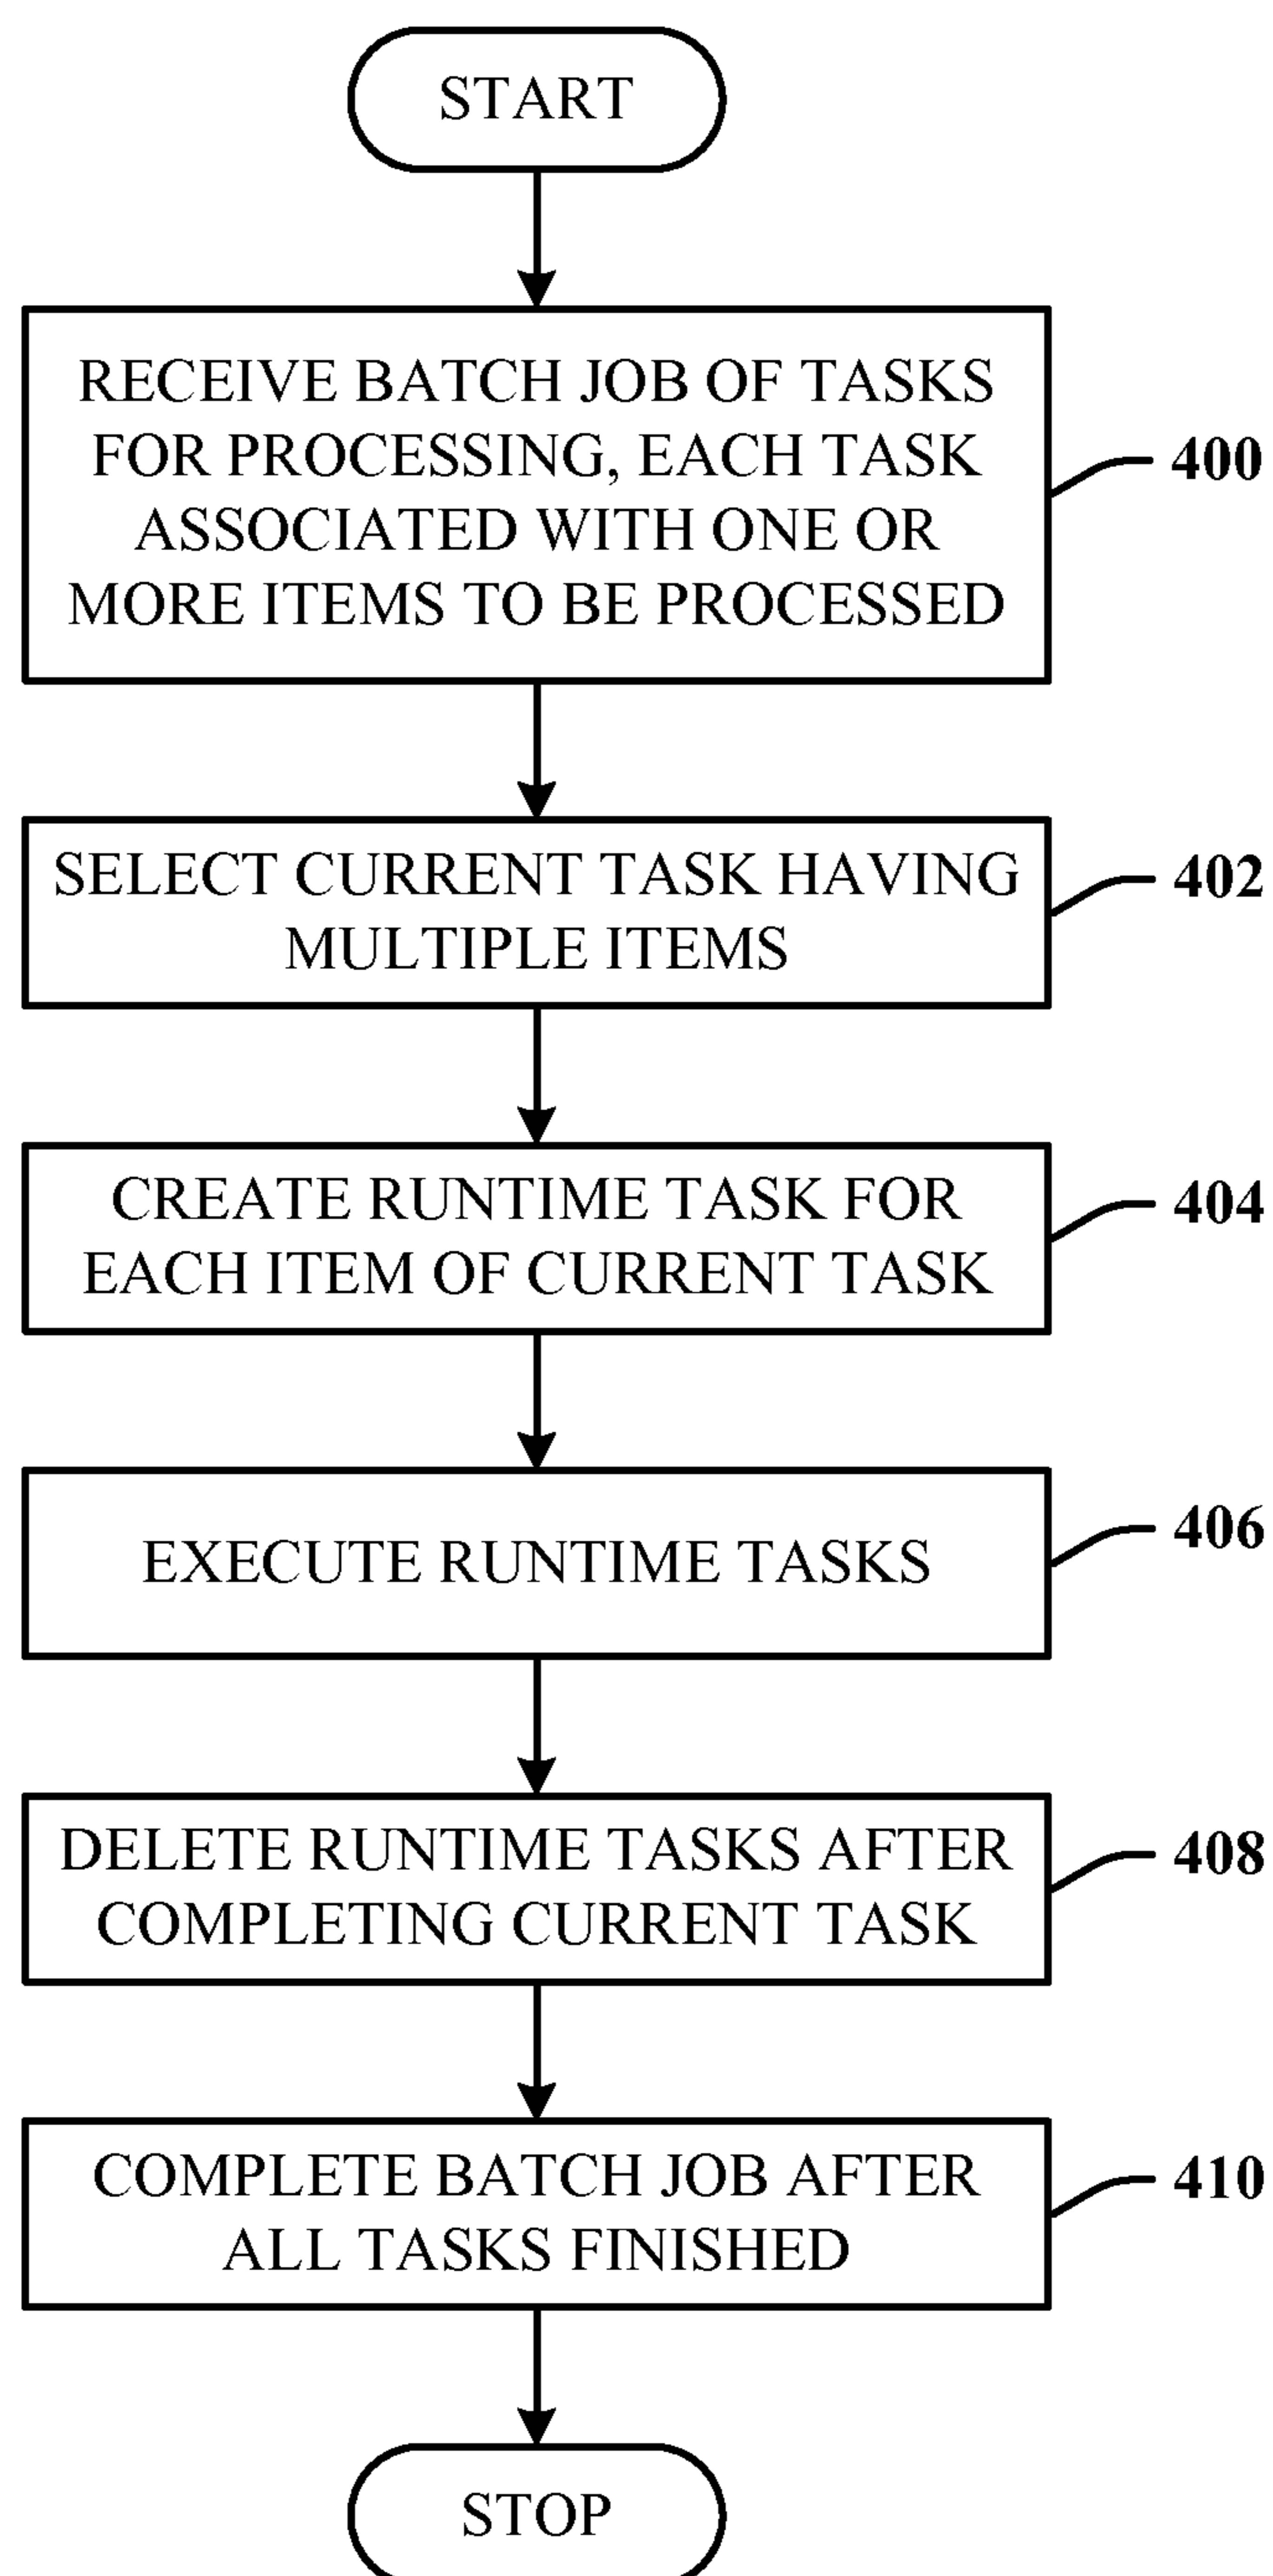 START
RECEIVE BATCH JOB OF TASKS
FOR PROCESSING, EACH TASK
ASSOCIATED WITH ONE OR
MORE ITEMS TO BE PROCESSED
400
SELECT CURRENT TASK HAVING
MULTIPLE ITEMS
402
CREATE RUNTIME TASK FOR
EACH ITEM OF CURRENT TASK
404
EXECUTE RUNTIME TASKS
406
DELETE RUNTIME TASKS AFTER
COMPLETING CURRENT TASK
408
COMPLETE BATCH JOB AFTER
ALL TASKS FINISHED
410
STOP